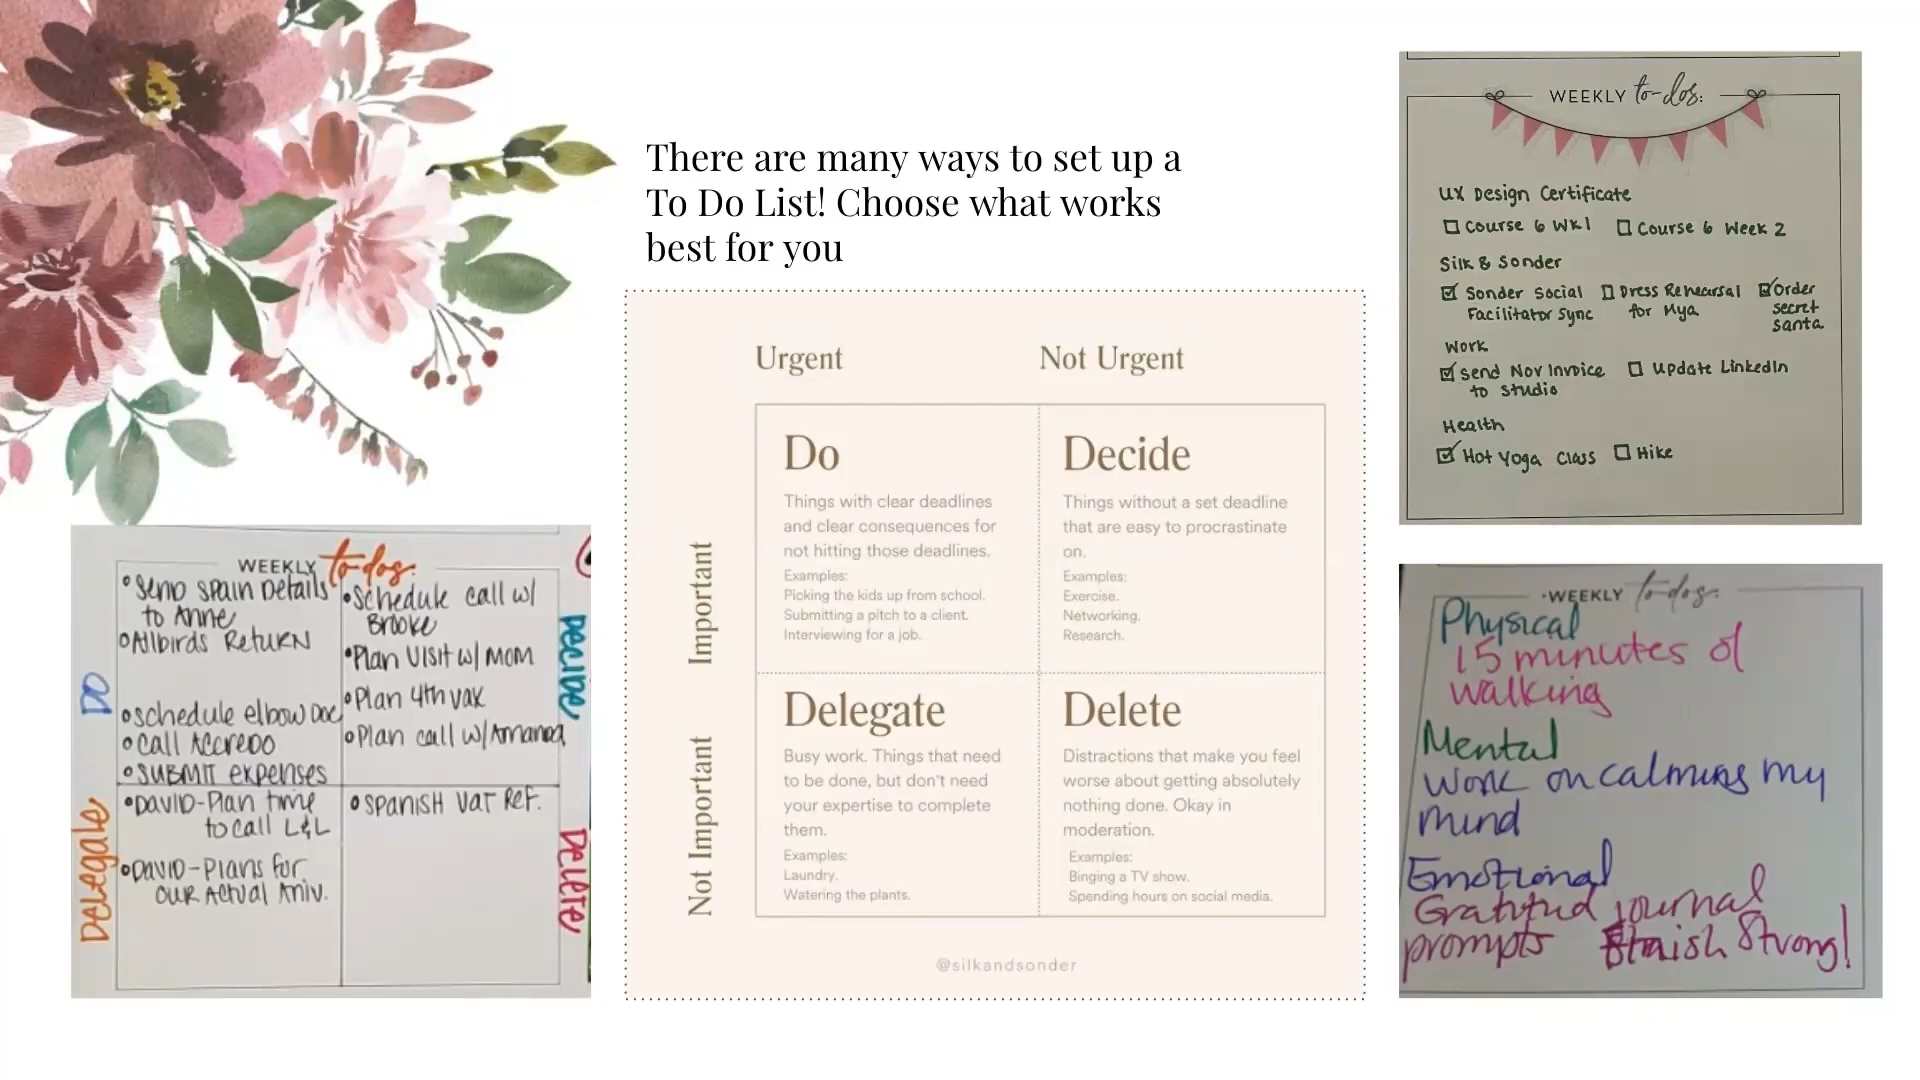 There are many ways to set up a
To Do List! Choose what works
best for you
Urgent
Not Urgent
Important
Not Important
Do
Things with clear deadlines
and clear consequences for
not hitting those deadlines.
Examples:
Picking the kids up from school.
Submitting a pitch to a client.
Interviewing for a job.
Decide
Things without a set deadline
that are easy to procrastinate
on.
Examples:
Exercise.
Networking.
Research.
Delegate
Busy work. Things that need
to be done, but don't need
your expertise to complete
them.
Examples:
Laundry.
Watering the plants.
Delete
Distractions that make you feel
worse about getting absolutely
nothing done. Okay in
moderation.
Examples:
Binging a TV show.
Spending hours on social media.
@silkandsonder
WEEKLY to-dos:
DO
Send Spain Details
to Anne
Allbirds Return
schedule elbow Doc
call Accredo
Submit expenses
Decide
Schedule call w/
Brooke
Plan visit w/ Mom
Plan 4th vax
Plan call w/ Amanda
Delegate
David-Plan time
to call L&L
David-Plans for
our Actual Aniv.
Delete
Spanish Vat Ref.
WEEKLY to-dos:
UX Design Certificate
Course 6 Wk1 Course 6 Week 2
Silk & Sonder
Sonder Social
Facilitator Sync
Dress Rehearsal
for Mya
Order
secret
santa
Work
Send Nov Invoice
to Studio
Update LinkedIn
Health
Hot Yoga Class Hike
WEEKLY to-dos:
Physical
15 minutes of
walking
Mental
Work on calming my
mind
Emotional
Gratitud journal
prompts Finish Strong!